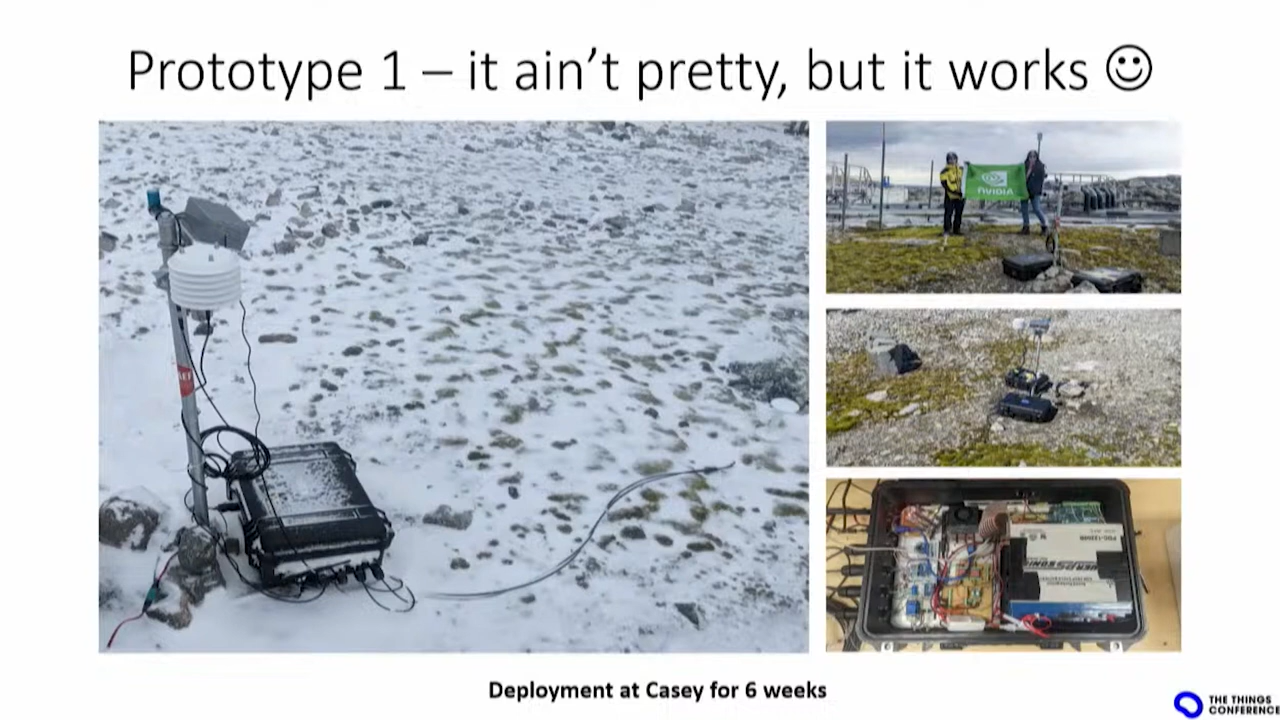 Prototype 1 – it ain't pretty, but it works ☺
NVIDIA
Deployment at Casey for 6 weeks
THE THINGS
CONFERENCE